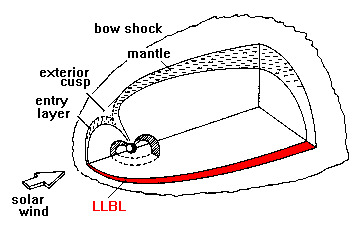 bow shock
mantle
exterior
cusp
entry
layer
solar
wind
LLBL